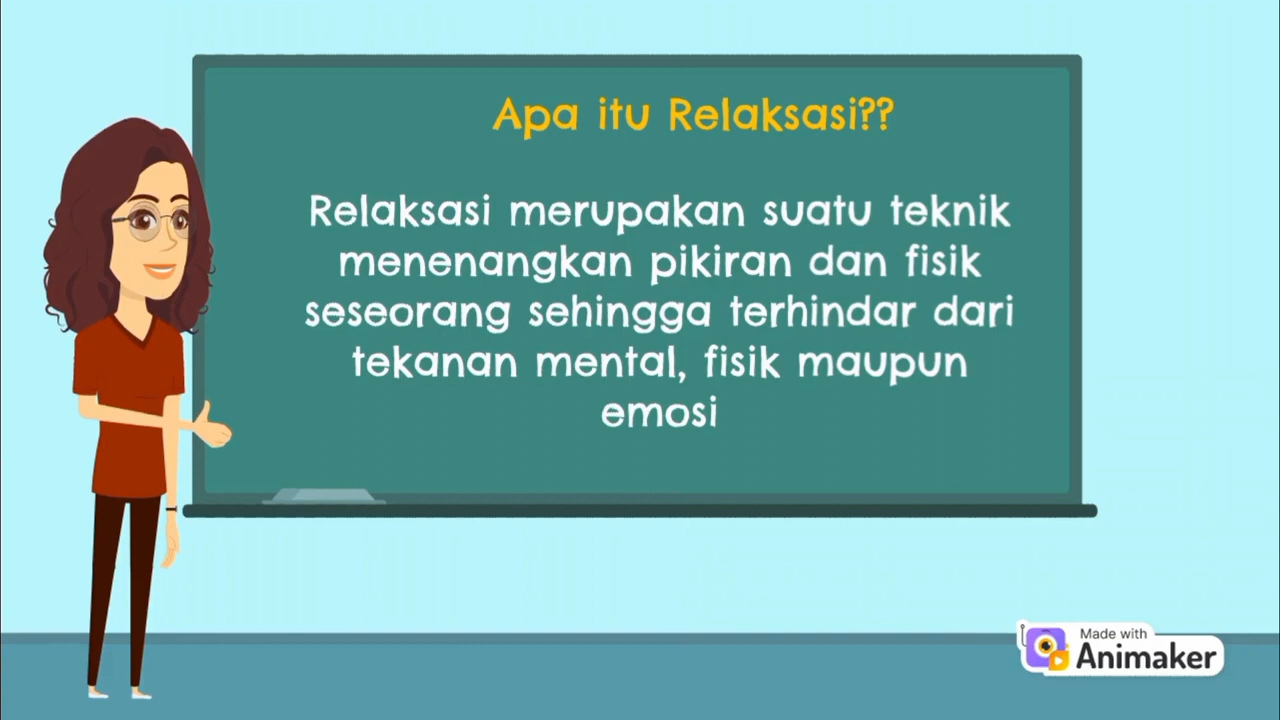 Apa itu Relaksasi??
Relaksasi merupakan suatu teknik
menenangkan pikiran dan fisik
seseorang sehingga terhindar dari
tekanan mental, fisik maupun
emosi
Made with
Animaker